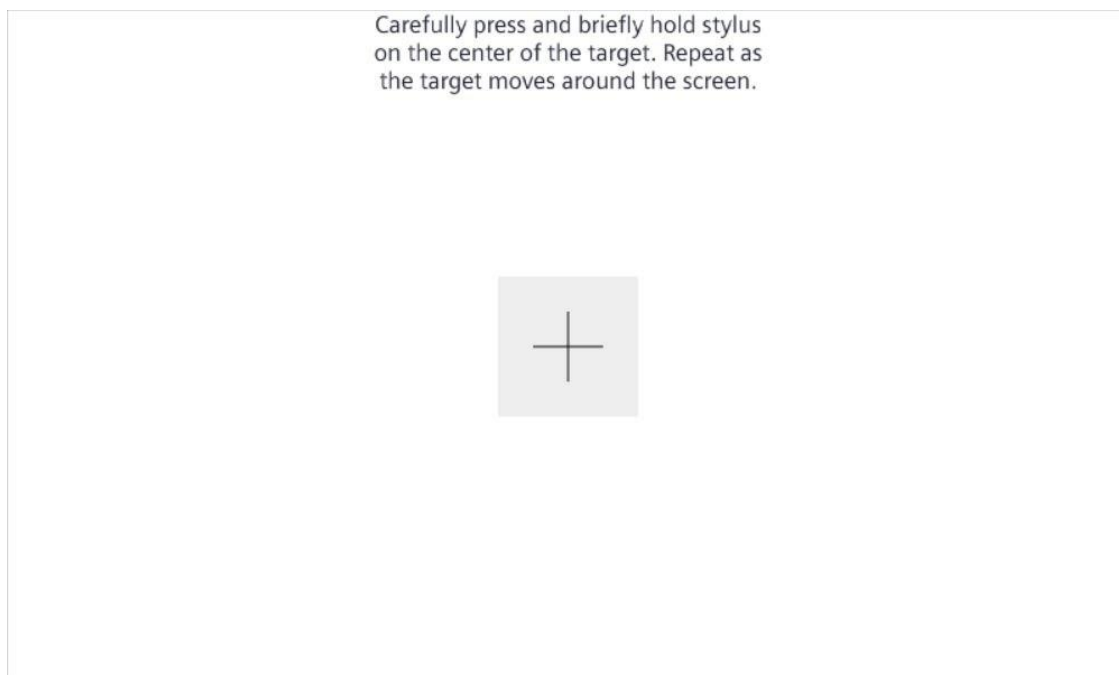 Carefully press and briefly hold stylus
on the center of the target. Repeat as
the target moves around the screen.